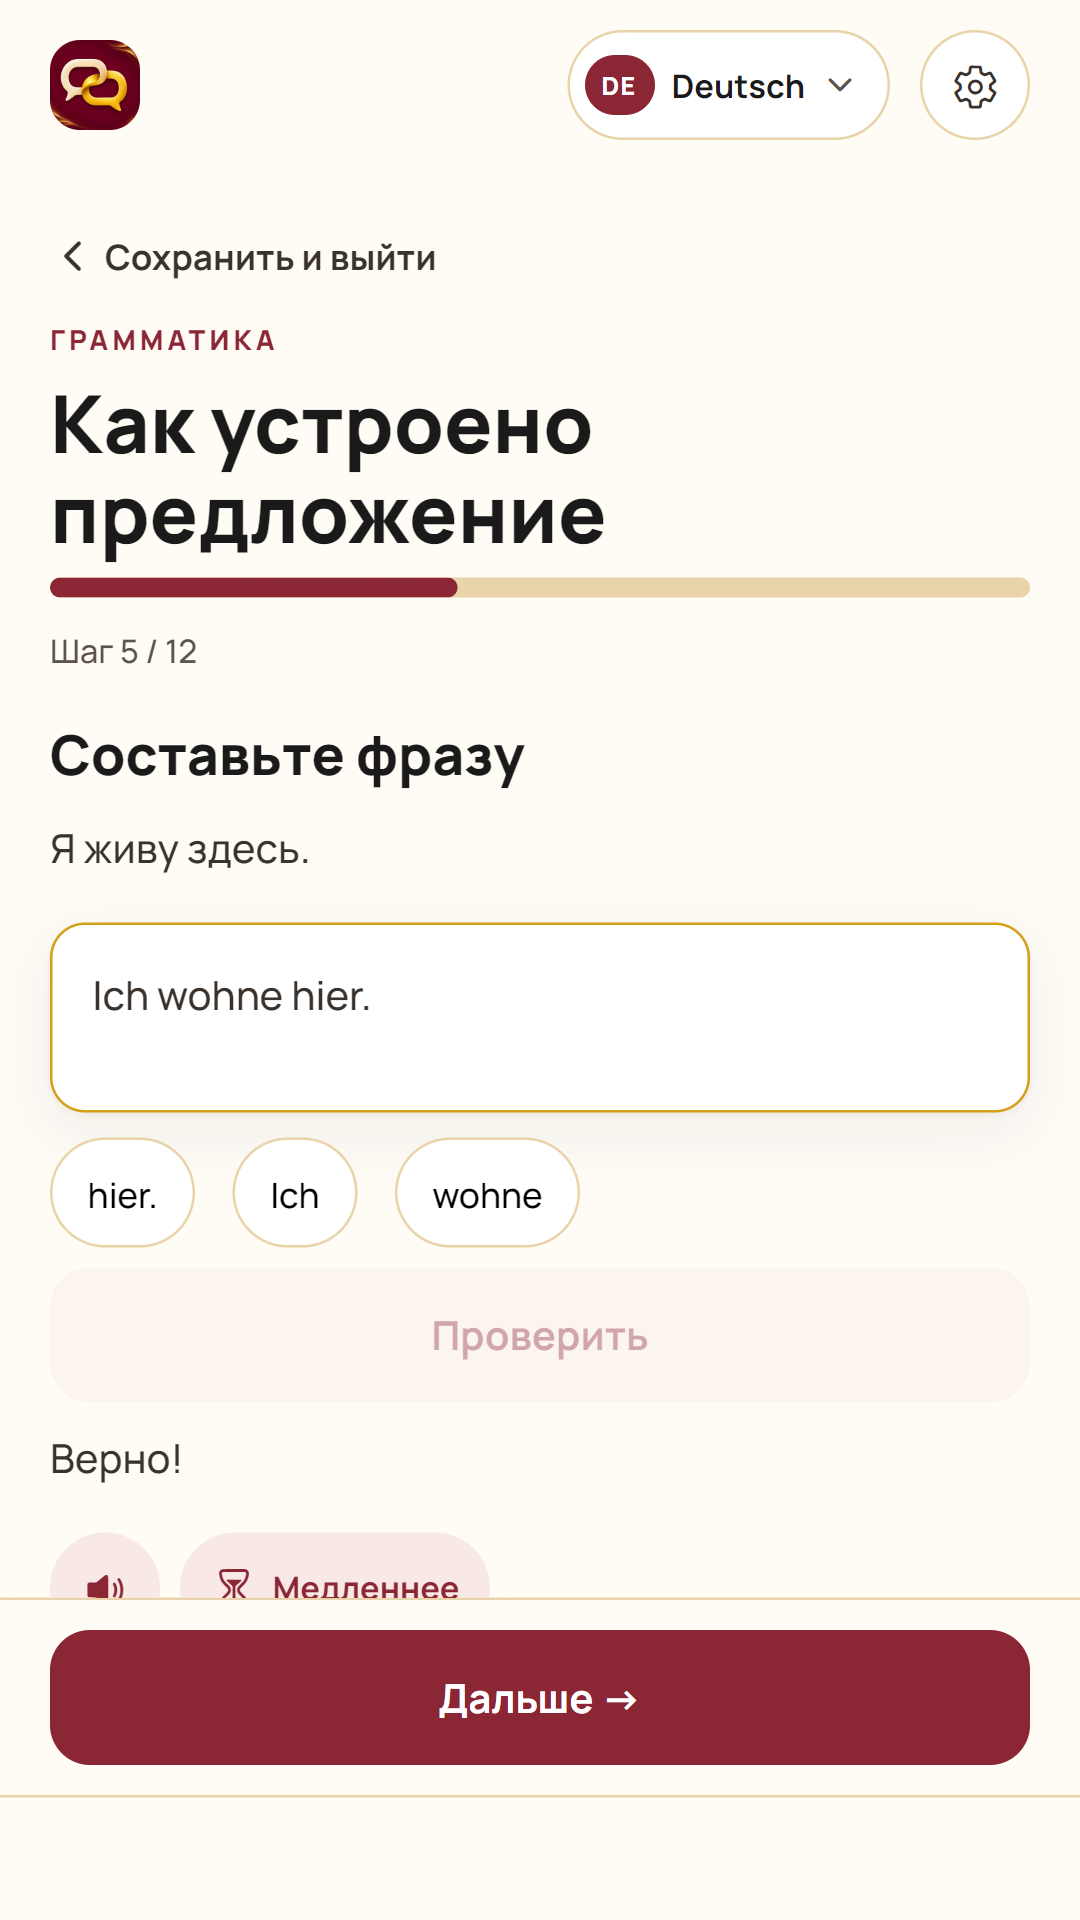 DE Deutsch
Сохранить и выйти
ГРАММАТИКА
Как устроено
предложение
Шаг 5 / 12
Составьте фразу
Я живу здесь.
Ich wohne hier.
hier. Ich wohne
Проверить
Верно!
Медленнее
Дальше →